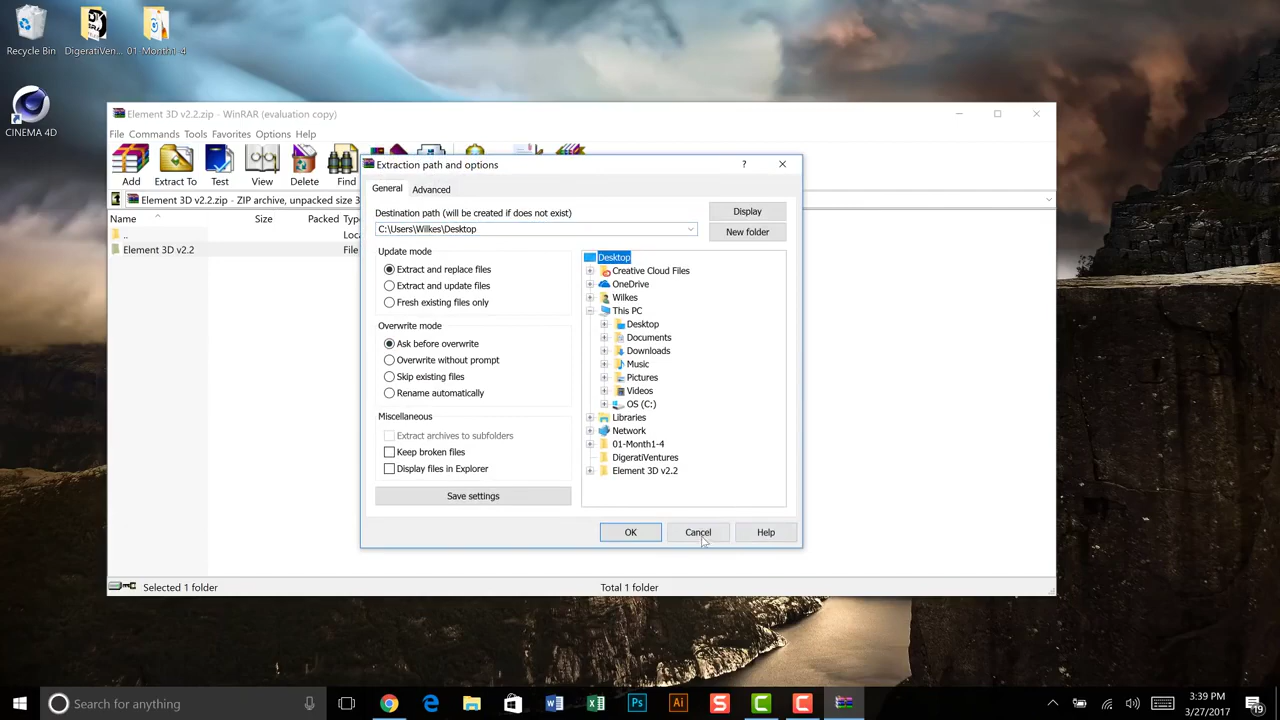 Recycle Bin
DigeratiVen...
01-Month1-4
CINEMA 4D
Element 3D v2.2.zip - WinRAR (evaluation copy)
File Commands Tools Favorites Options Help
Add Extract To Test View Delete Find
Element 3D v2.2.zip - ZIP archive, unpacked size 3
Name Size Packed Typ
.. Loca
Element 3D v2.2 File
Extraction path and options
General Advanced
Destination path (will be created if does not exist)
C:\Users\Wilkes\Desktop
Display
New folder
Update mode
Extract and replace files
Extract and update files
Fresh existing files only
Overwrite mode
Ask before overwrite
Overwrite without prompt
Skip existing files
Rename automatically
Miscellaneous
Extract archives to subfolders
Keep broken files
Display files in Explorer
Save settings
Desktop
Creative Cloud Files
OneDrive
Wilkes
This PC
Desktop
Documents
Downloads
Music
Pictures
Videos
OS (C:)
Libraries
Network
01-Month1-4
DigeratiVentures
Element 3D v2.2
OK Cancel Help
Selected 1 folder
Total 1 folder
Search for anything
3:39 PM
3/27/2017
19